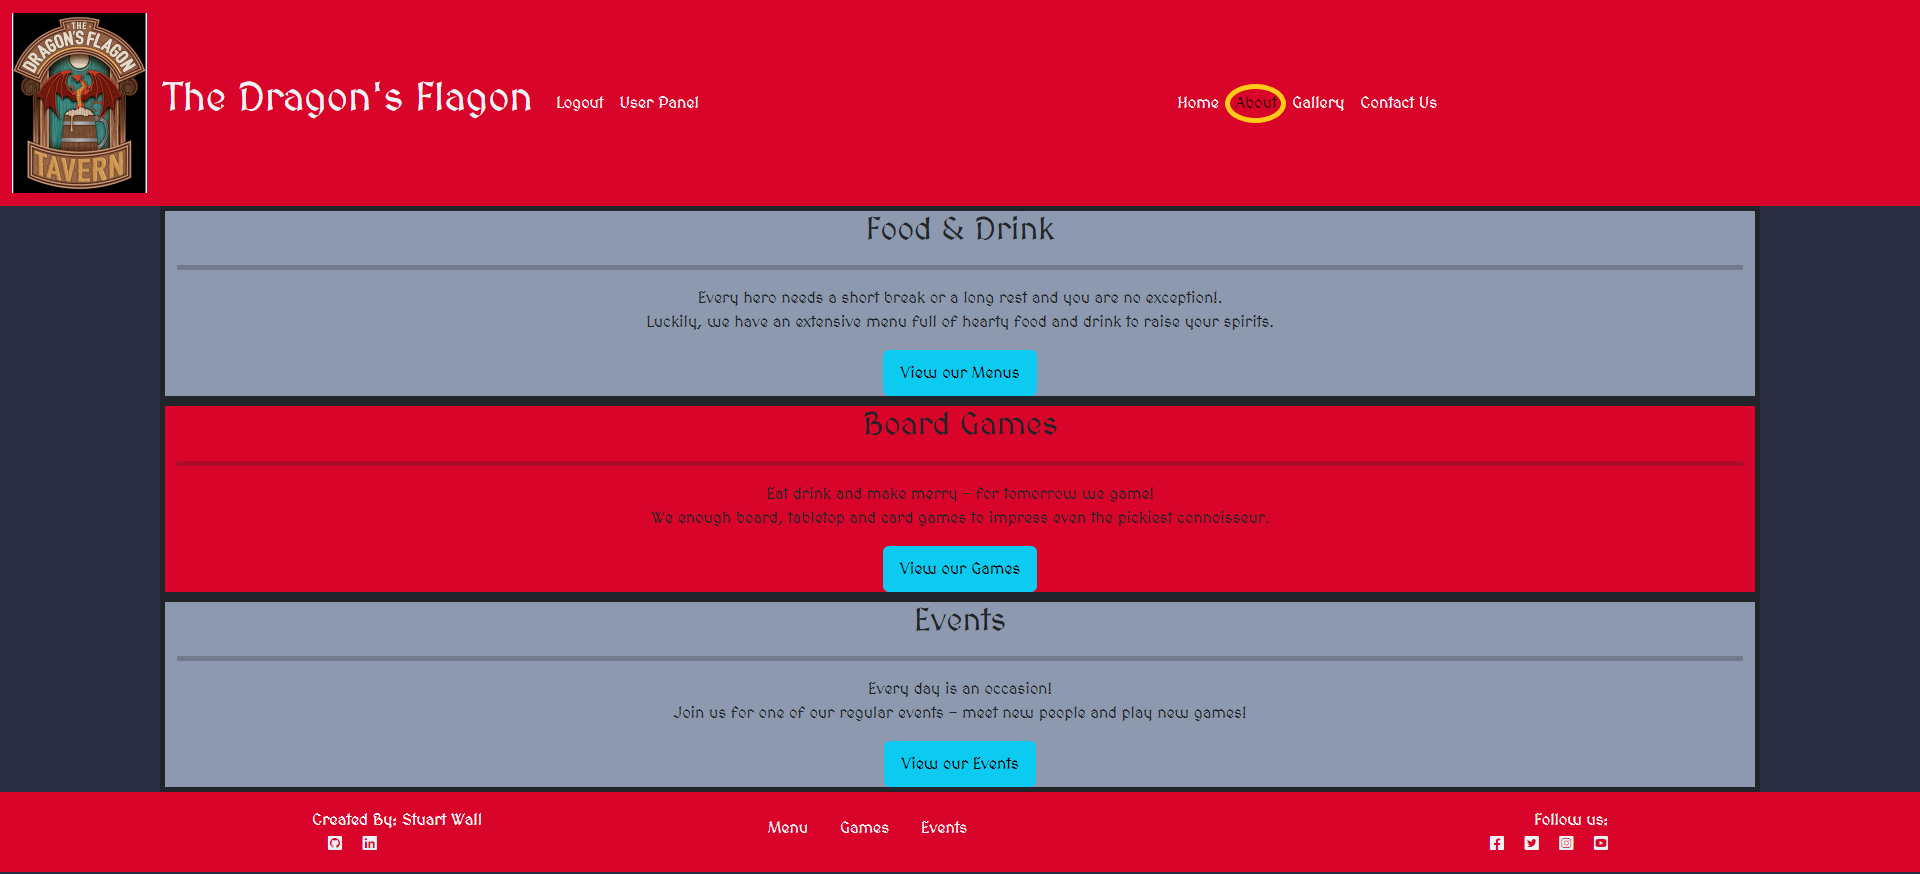 THE
DRAGON'S FLAGON
TAVERN
The Dragon's Flagon
Logout User Panel
Home About Gallery Contact Us
Food & Drink
Every hero needs a short break or a long rest and you are no exception!.
Luckily, we have an extensive menu full of hearty food and drink to raise your spirits.
View our Menus
Board Games
Eat drink and make merry - for tomorrow we game!
We enough board, tabletop and card games to impress even the pickiest connoisseur.
View our Games
Events
Every day is an occasion!
Join us for one of our regular events - meet new people and play new games!
View our Events
Created By: Stuart Wall
Menu Games Events
Follow us: